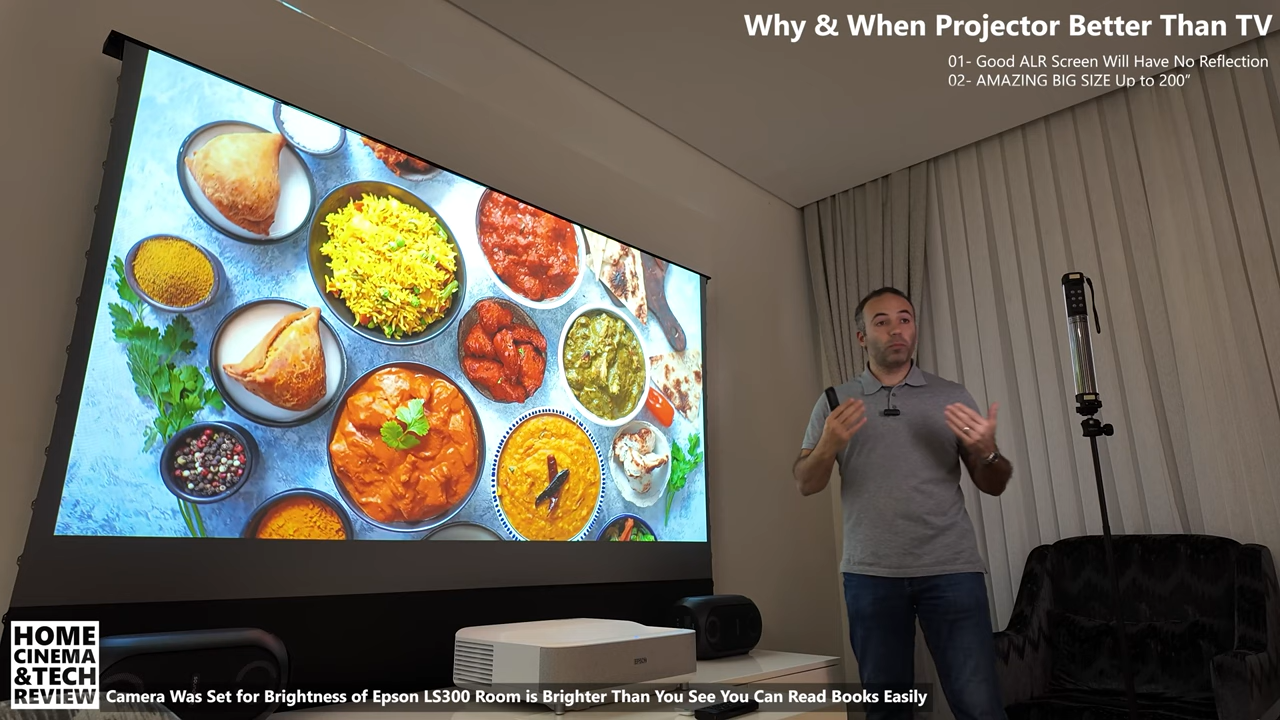 Why & When Projector Better Than TV
01- Good ALR Screen Will Have No Reflection
02- AMAZING BIG SIZE Up to 200”
EPSON
HOME
CINEMA
&TECH
REVIEW
Camera Was Set for Brightness of Epson LS300 Room is Brighter Than You See You Can Read Books Easily